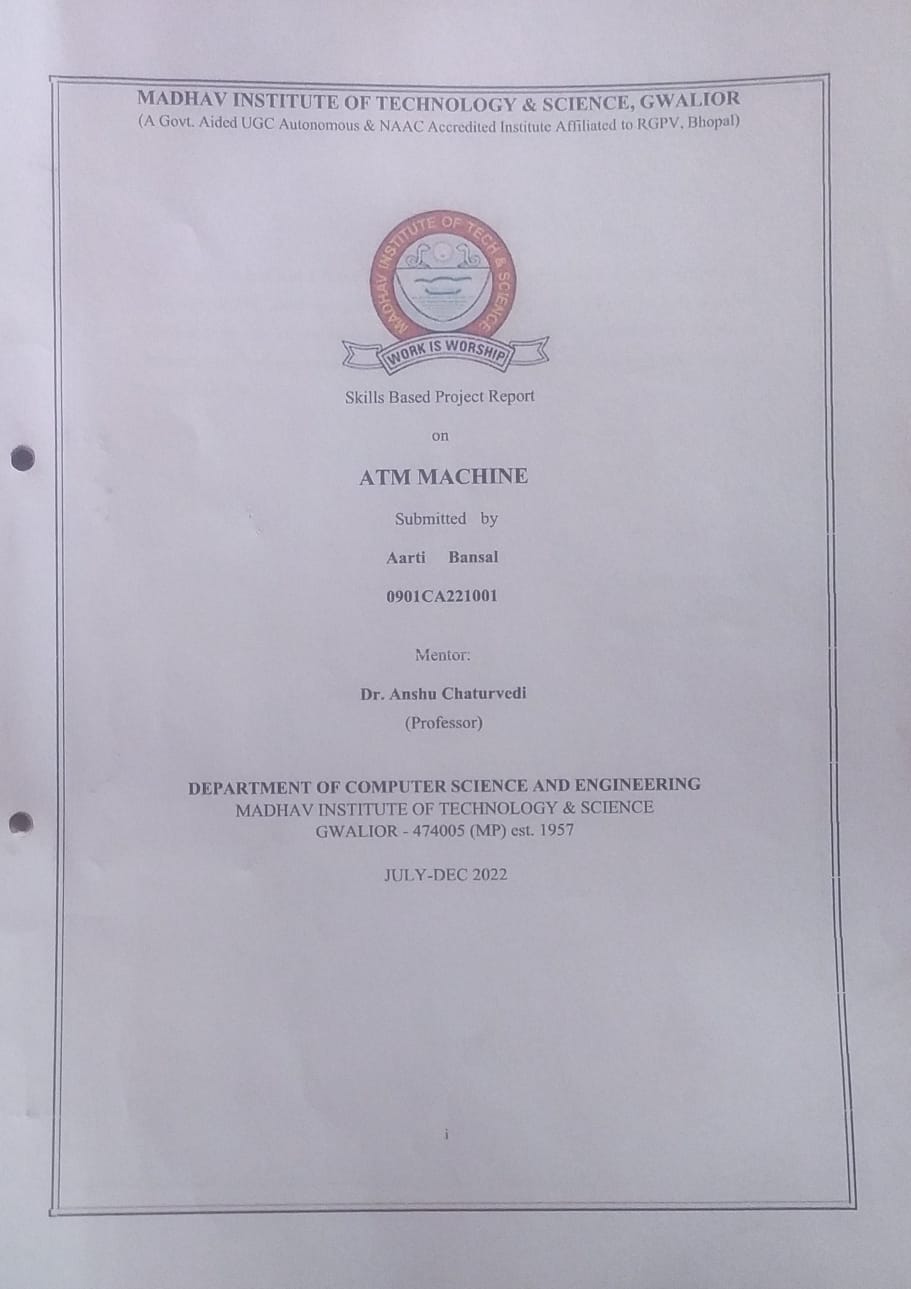 MADHAV INSTITUTE OF TECHNOLOGY & SCIENCE, GWALIOR
(A Govt. Aided UGC Autonomous & NAAC Accredited Institute Affiliated to RGPV, Bhopal)
MADHAV INSTITUTE OF TECH & SCIENCE
WORK IS WORSHIP
Skills Based Project Report
on
ATM MACHINE
Submitted by
Aarti Bansal
0901CA221001
Mentor:
Dr. Anshu Chaturvedi
(Professor)
DEPARTMENT OF COMPUTER SCIENCE AND ENGINEERING
MADHAV INSTITUTE OF TECHNOLOGY & SCIENCE
GWALIOR - 474005 (MP) est. 1957
JULY-DEC 2022
i